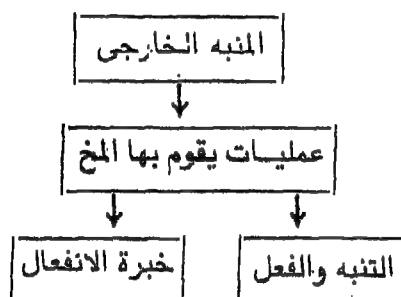 المنبه الخارجى
عمليات يقوم بها المخ
التنبه والفعل
خبرة الانفعال